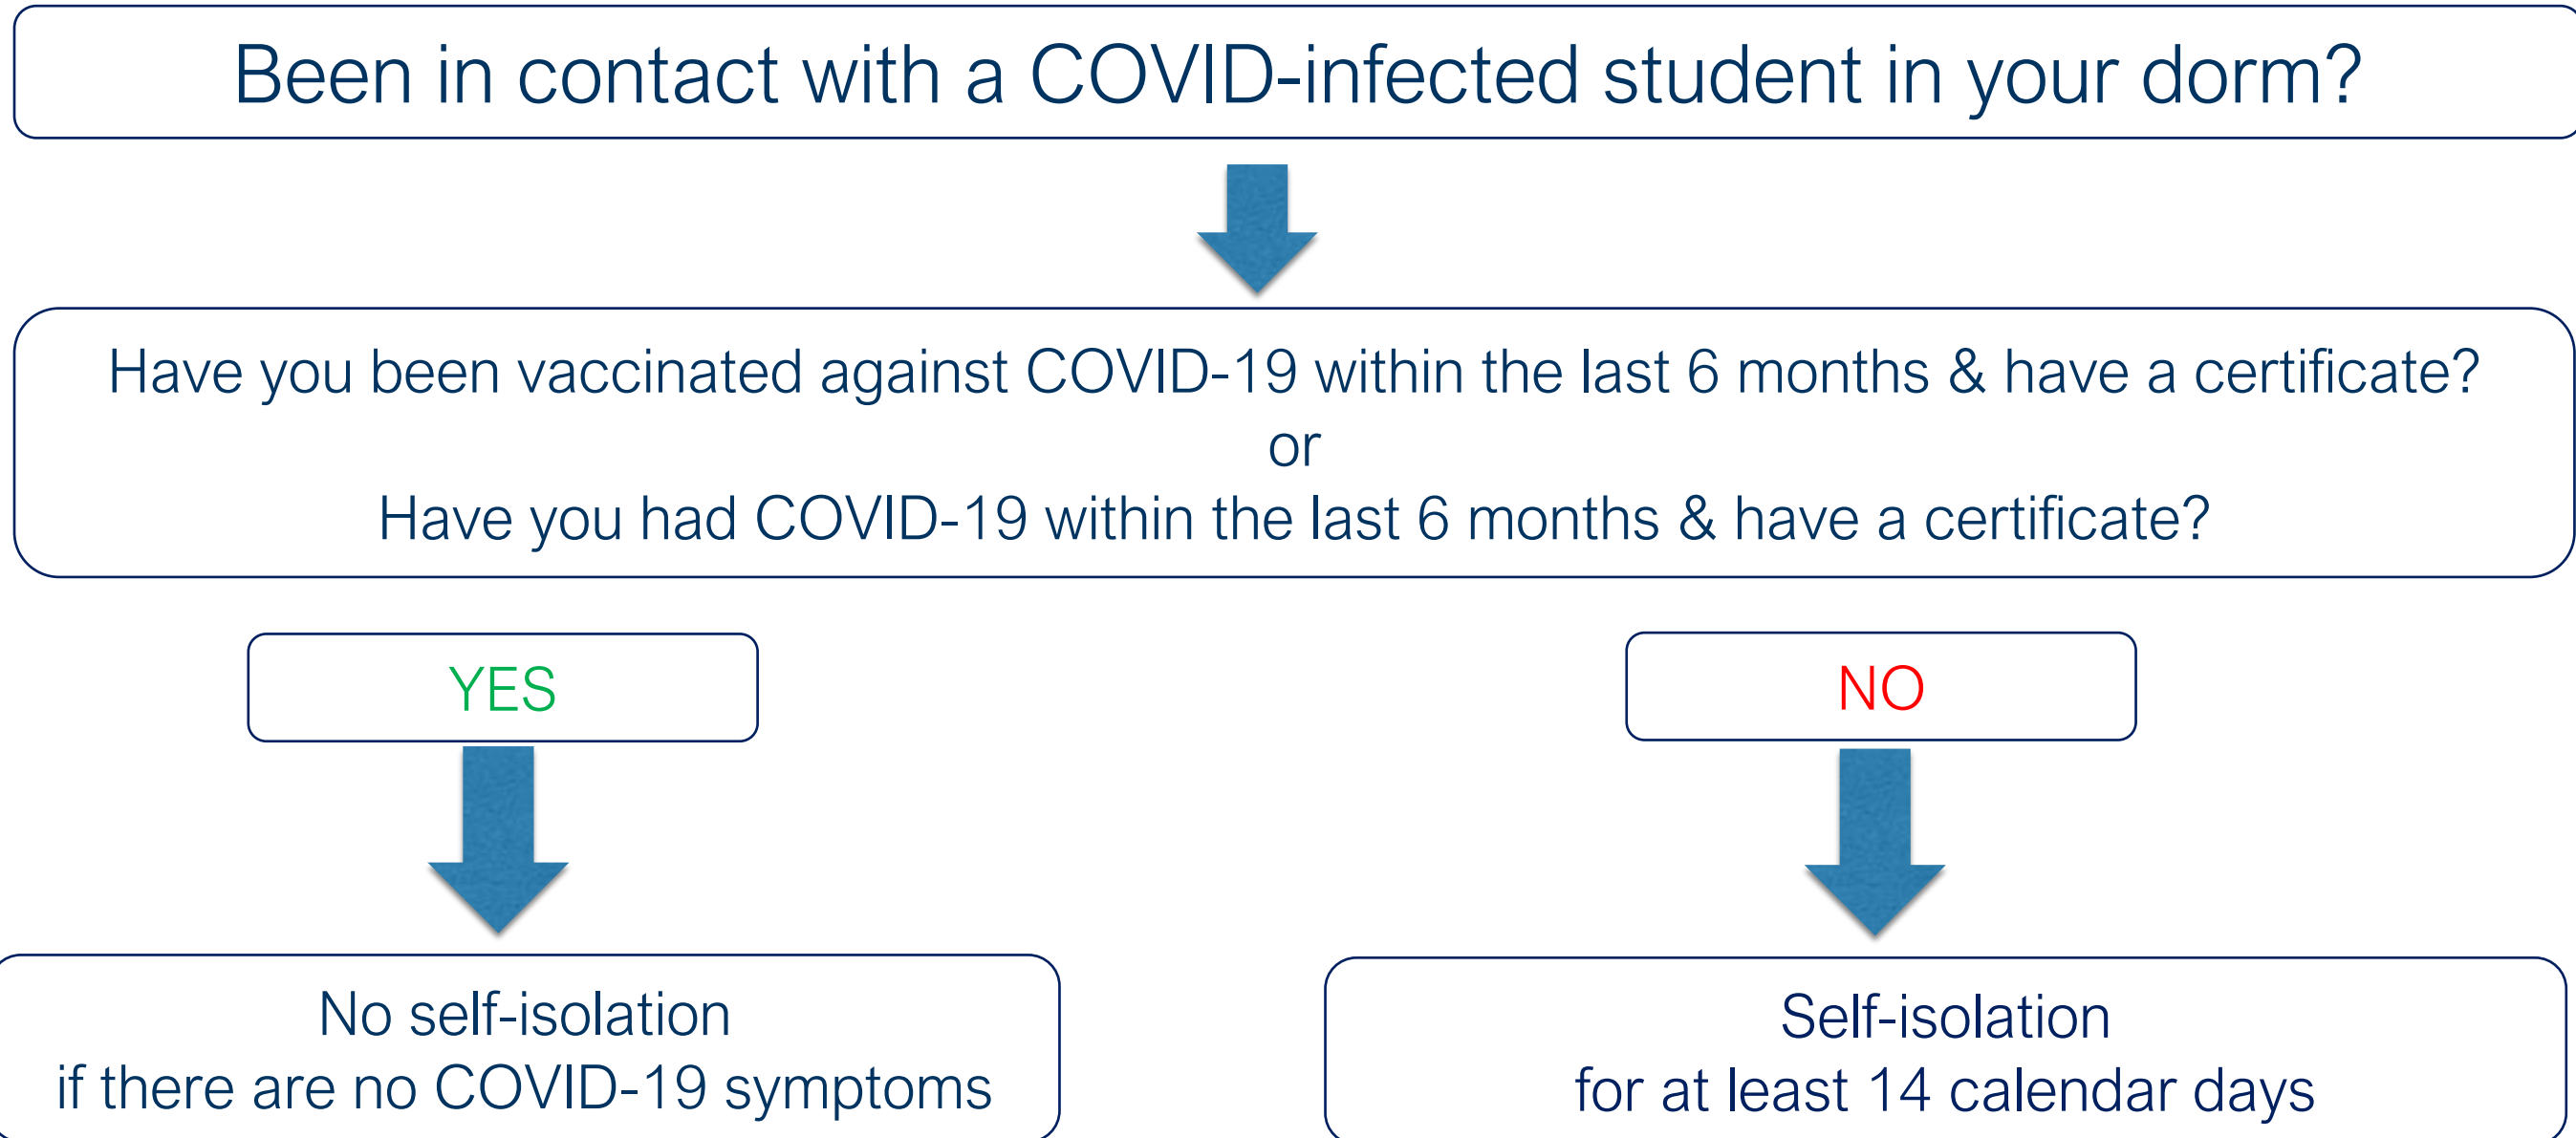 Been in contact with a COVID-infected student in your dorm?
Have you been vaccinated against COVID-19 within the last 6 months & have a certificate?
or
Have you had COVID-19 within the last 6 months & have a certificate?
YES
NO
No self-isolation
if there are no COVID-19 symptoms
Self-isolation
for at least 14 calendar days